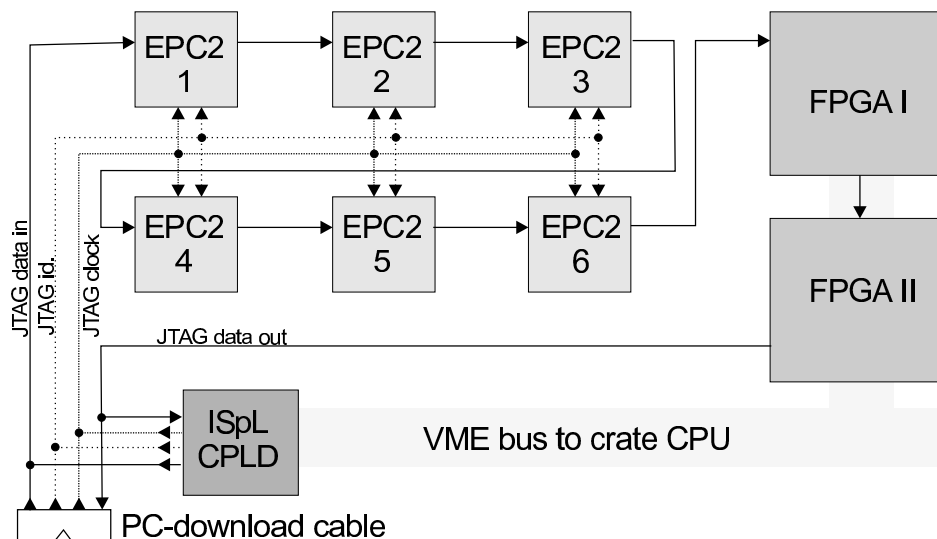 EPC2
1
EPC2
2
EPC2
3
FPGA I
EPC2
4
EPC2
5
EPC2
6
FPGA II
JTAG data in
JTAG id.
JTAG clock
JTAG data out
ISpL
CPLD
VME bus to crate CPU
PC-download cable